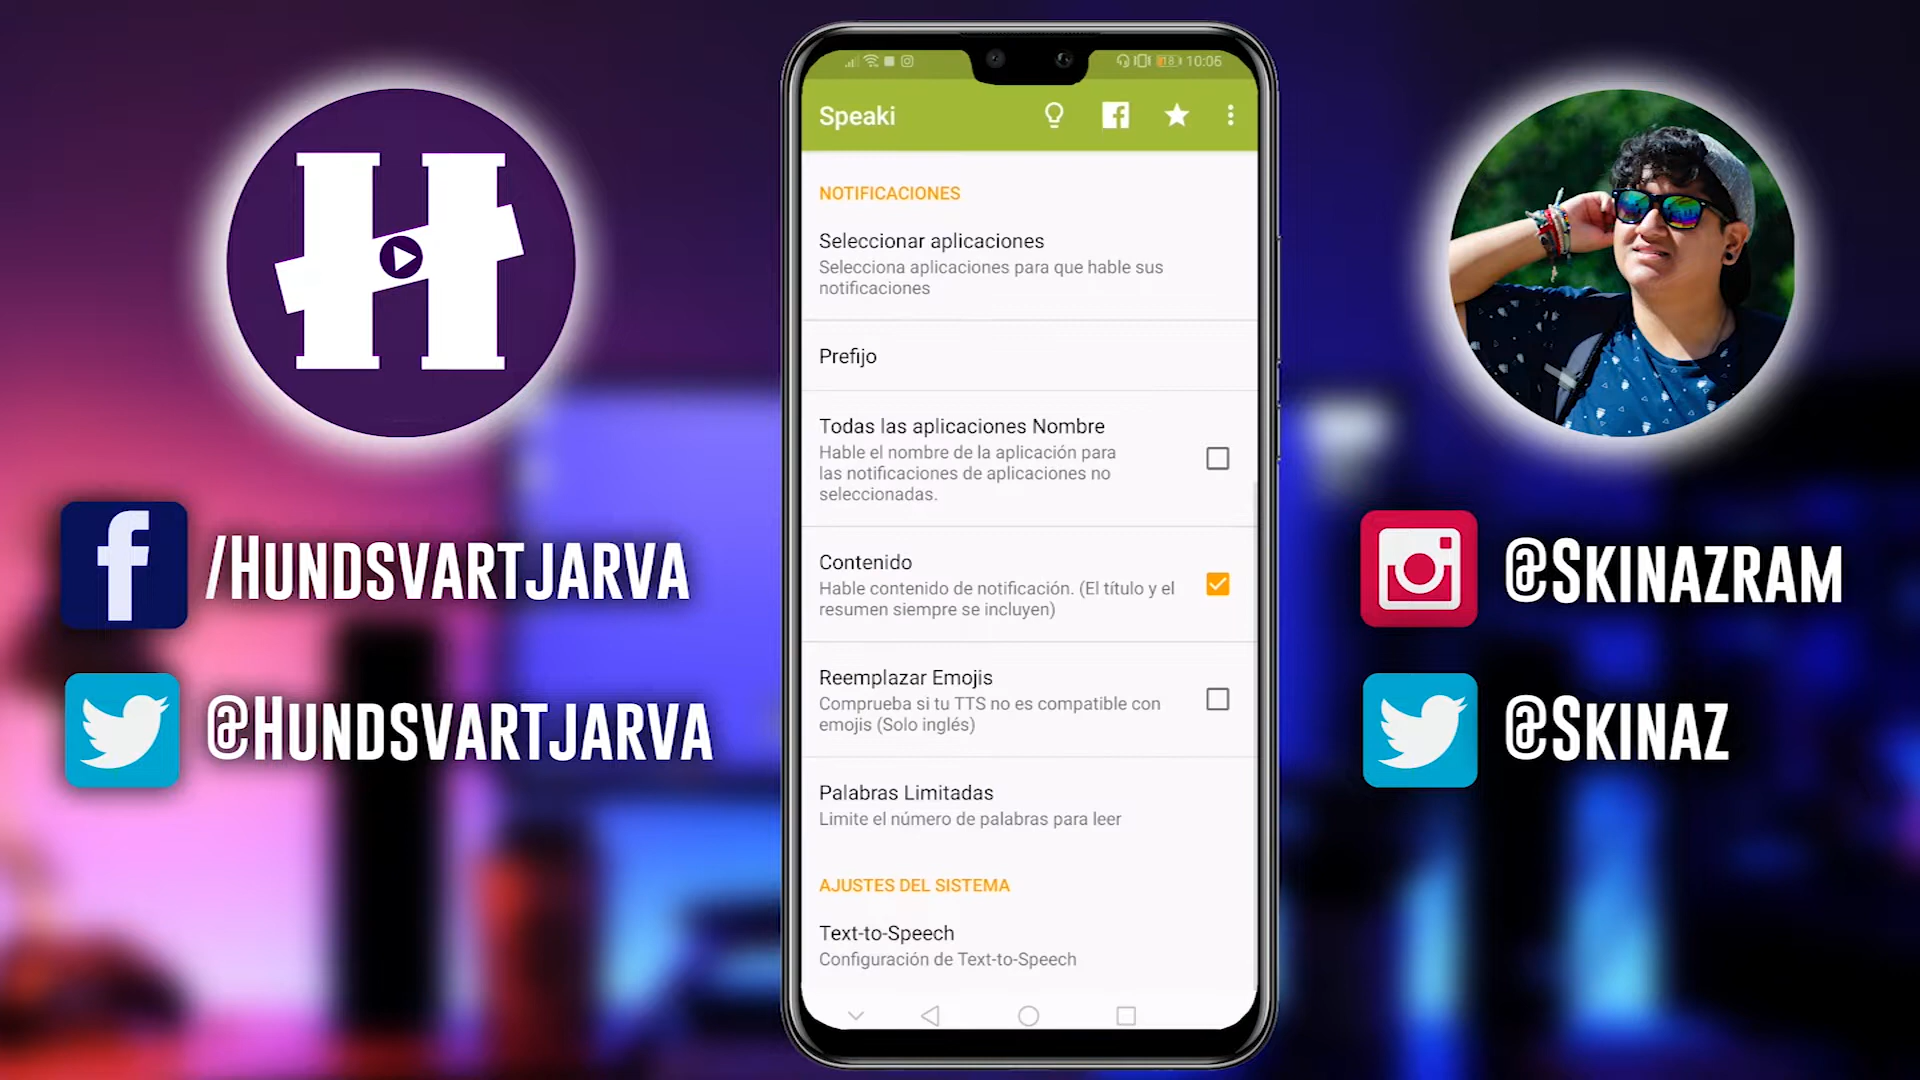 /HUNDSVARTJARVA
@HUNDSVARTJARVA
10:06
Speaki
NOTIFICACIONES
Seleccionar aplicaciones
Selecciona aplicaciones para que hable sus
notificaciones
Prefijo
Todas las aplicaciones Nombre
Hable el nombre de la aplicación para
las notificaciones de aplicaciones no
seleccionadas.
Contenido
Hable contenido de notificación. (El título y el
resumen siempre se incluyen)
Reemplazar Emojis
Comprueba si tu TTS no es compatible con
emojis (Solo inglés)
Palabras Limitadas
Limite el número de palabras para leer
AJUSTES DEL SISTEMA
Text-to-Speech
Configuración de Text-to-Speech
@SKINAZRAM
@SKINAZ